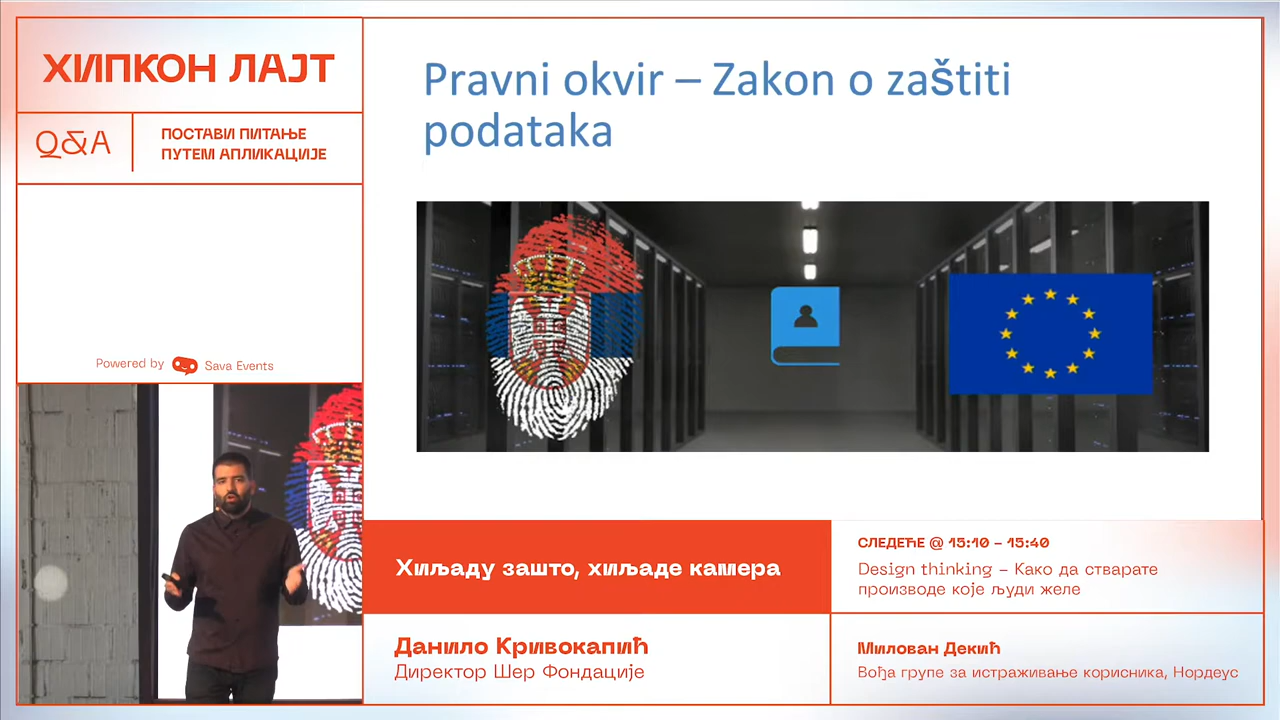 ХИПКОН ЛАЈТ
Q&A
ПОСТАВИ ПИТАЊЕ
ПУТЕМ АПЛИКАЦИЈЕ
Powered by Sava Events
Pravni okvir – Zakon o zaštiti
podataka
Хиљаду зашто, хиљаде камера
Данило Кривокапић
Директор Шер Фондације
СЛЕДЕЋЕ @ 15:10 – 15:40
Design thinking – Како да стварате
производе које људи желе
Милован Декић
Вођа групе за истраживање корисника, Нордеус